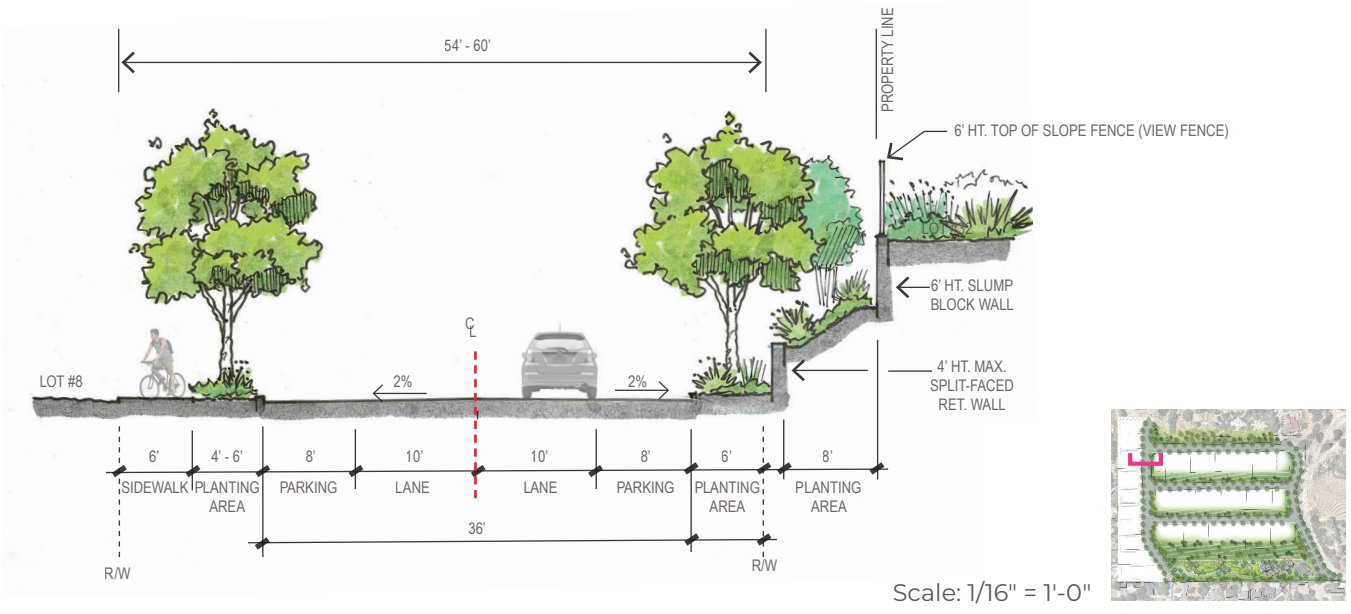 54' - 60'
PROPERTY LINE
6' HT. TOP OF SLOPE FENCE (VIEW FENCE)
6' HT. SLUMP
BLOCK WALL
4' HT. MAX.
SPLIT-FACED
RET. WALL
LOT #8
2%
CL
2%
6'
4' - 6'
8'
10'
10'
8'
6'
8'
SIDEWALK
PLANTING
AREA
PARKING
LANE
LANE
PARKING
PLANTING
AREA
PLANTING
AREA
36'
R/W
R/W
Scale: 1/16" = 1'-0"